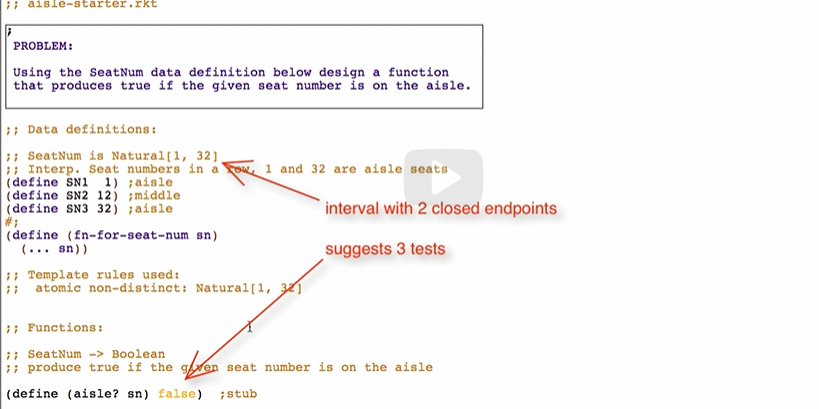 ;; aisle-starter.rkt
;
PROBLEM:
Using the SeatNum data definition below design a function
that produces true if the given seat number is on the aisle.
;; Data definitions:
;; SeatNum is Natural[1, 32]
;; Interp. Seat numbers in a row, 1 and 32 are aisle seats
(define SN1  1) ;aisle
(define SN2 12) ;middle
(define SN3 32) ;aisle
interval with 2 closed endpoints
#;
(define (fn-for-seat-num sn)
  (... sn))
suggests 3 tests
;; Template rules used:
;;  atomic non-distinct: Natural[1, 32]
;; Functions:
;; SeatNum -> Boolean
;; produce true if the given seat number is on the aisle
(define (aisle? sn) false)  ;stub